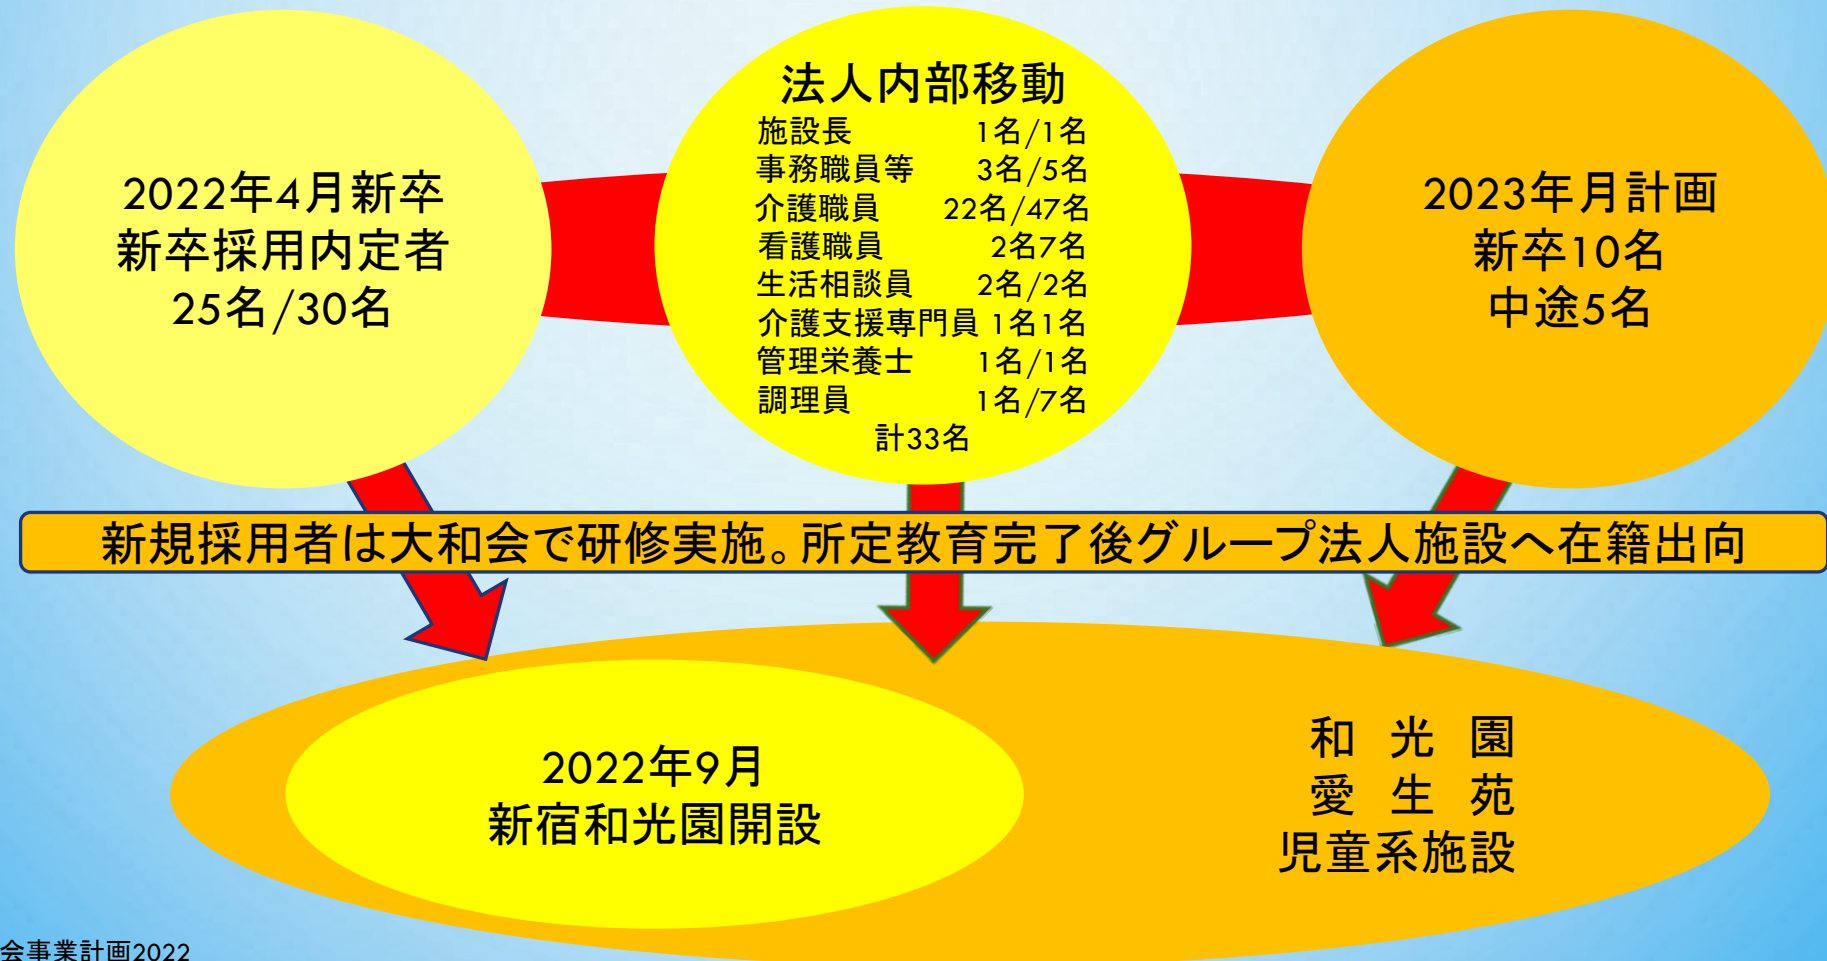 2022年4月新卒
新卒採用内定者
25名/30名
法人内部移動
施設長 1名/1名
事務職員等 3名/5名
介護職員 22名/47名
看護職員 2名7名
生活相談員 2名/2名
介護支援専門員 1名1名
管理栄養士 1名/1名
調理員 1名/7名
計33名
2023年月計画
新卒10名
中途5名
新規採用者は大和会で研修実施。所定教育完了後グループ法人施設へ在籍出向
2022年9月
新宿和光園開設
和 光 園
愛 生 苑
児童系施設
会事業計画2022